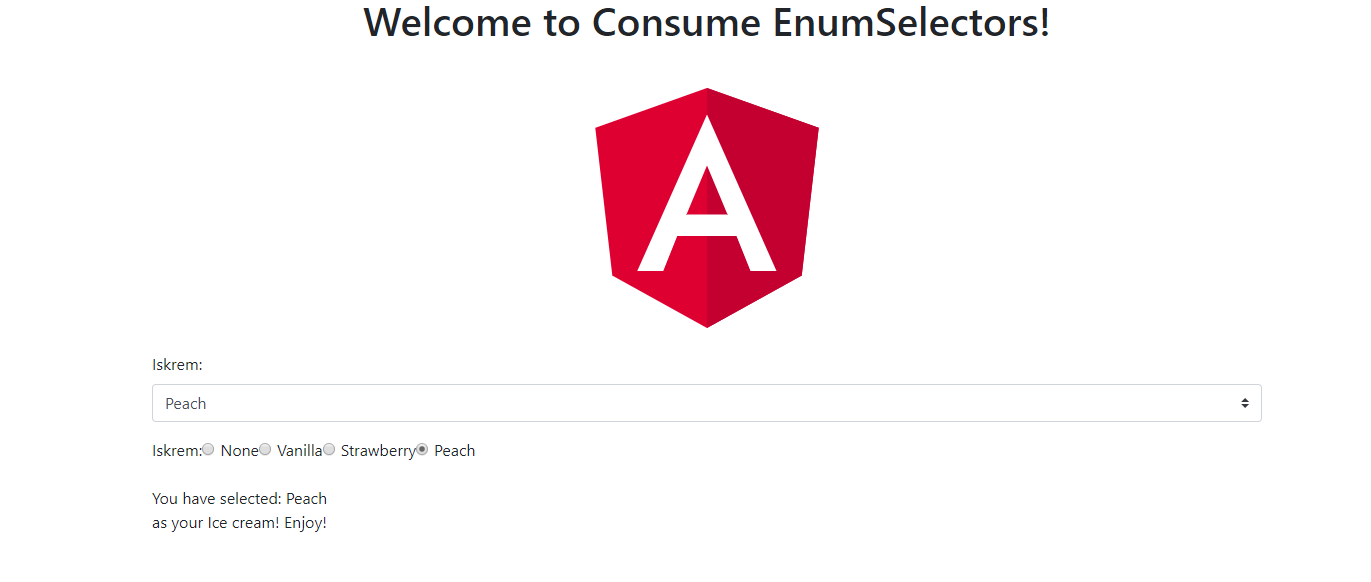 Welcome to Consume EnumSelectors!
A
Iskrem:
Peach
Iskrem: None Vanilla Strawberry Peach
You have selected: Peach
as your Ice cream! Enjoy!